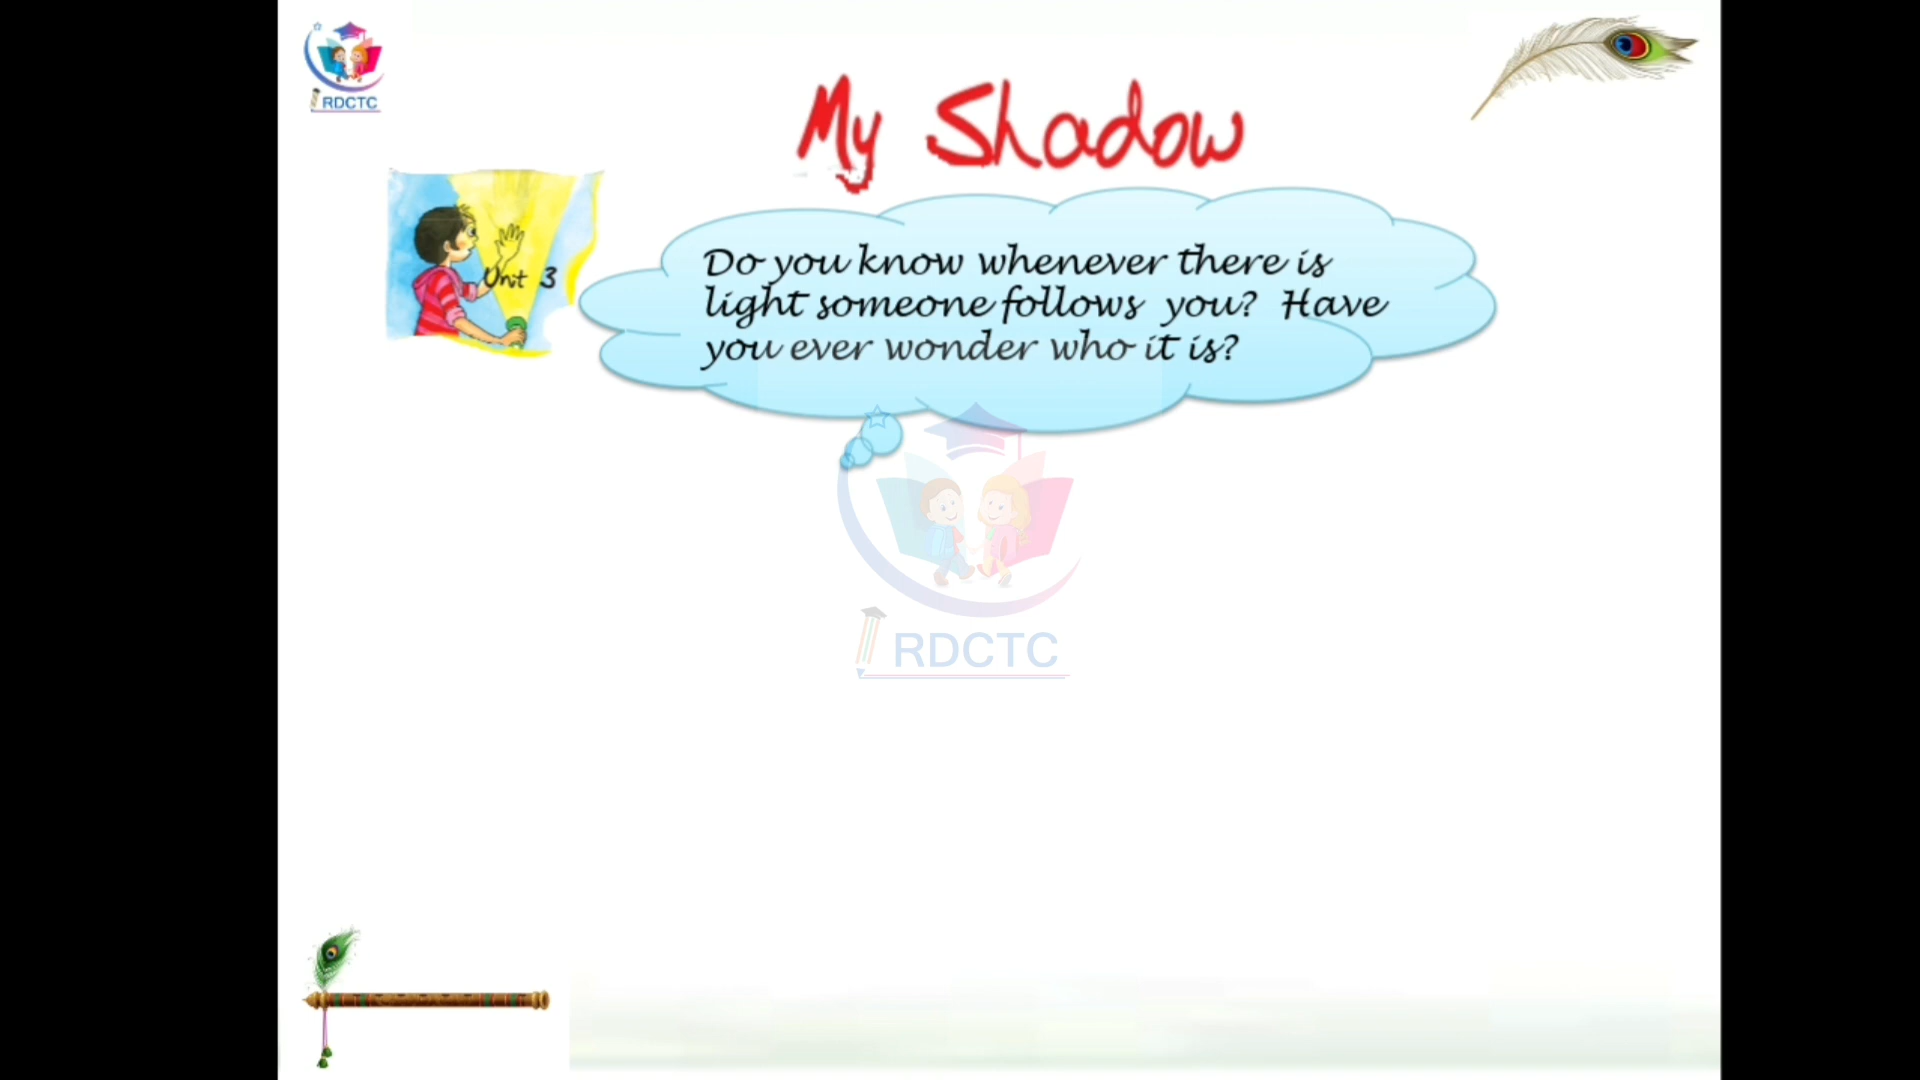 RDCTC
My Shadow
Unit 3
Do you know whenever there is
light someone follows you? Have
you ever wonder who it is?
RDCTC